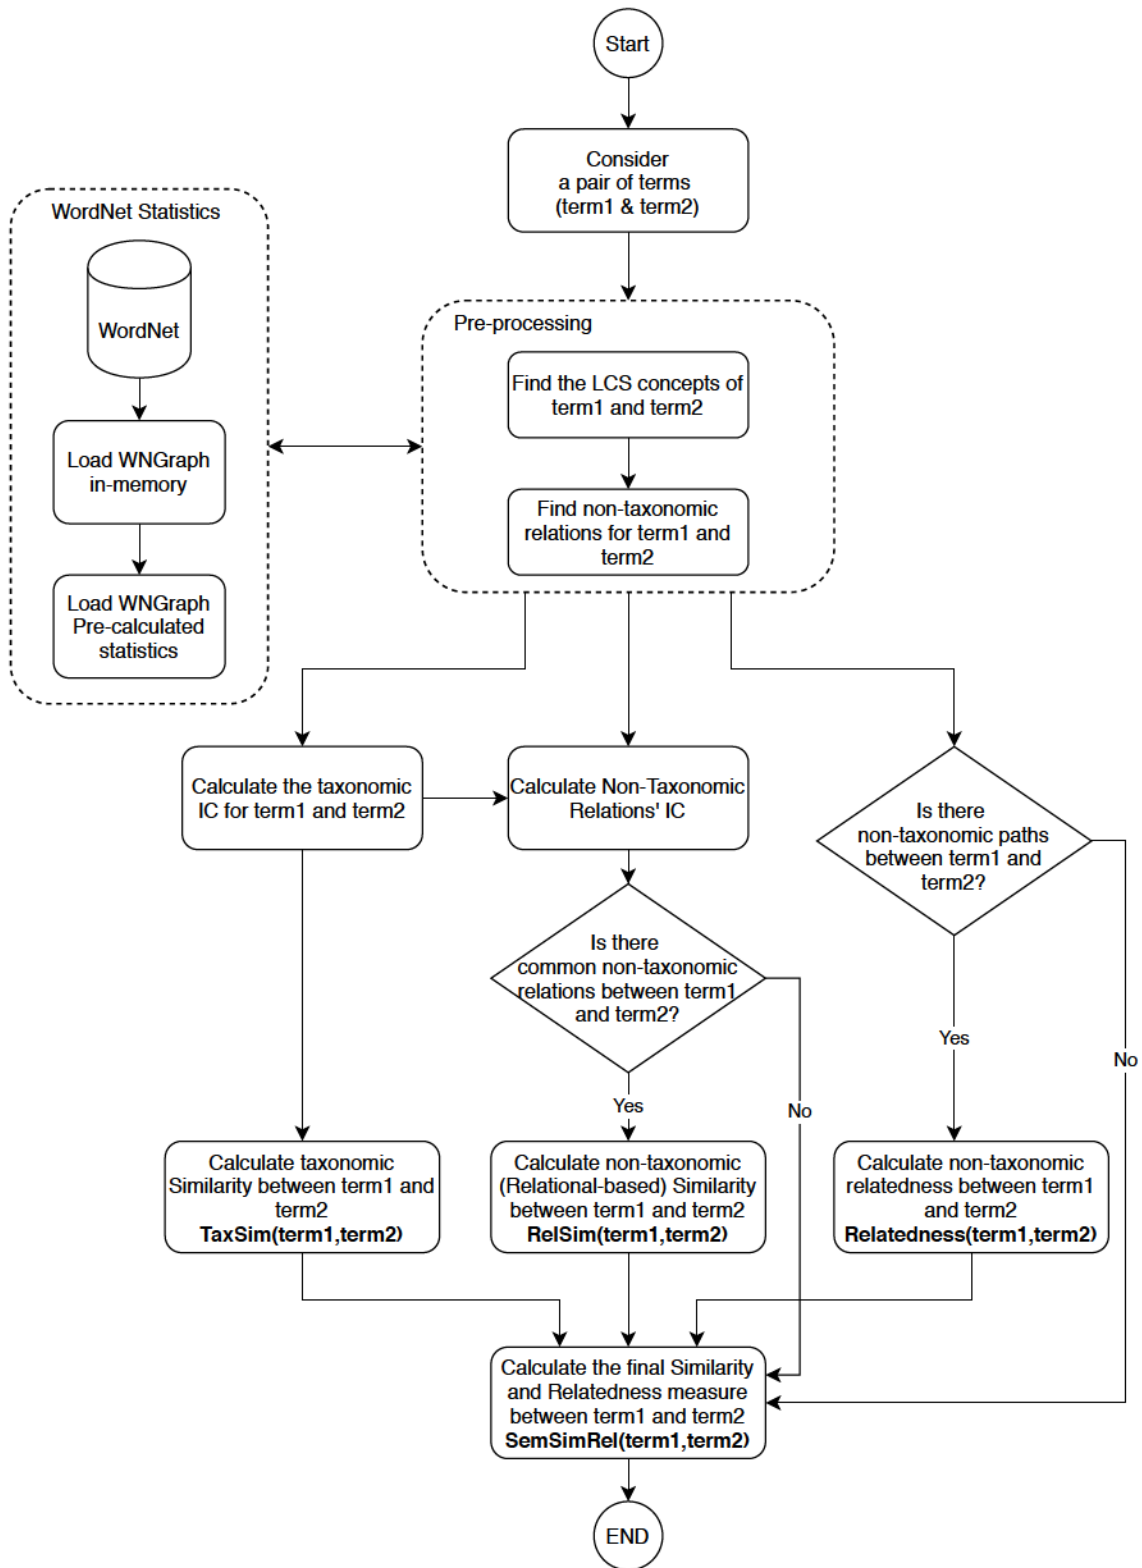 Start
Consider
a pair of terms
(term1 & term2)
WordNet Statistics
WordNet
Load WNGraph
in-memory
Load WNGraph
Pre-calculated
statistics
Pre-processing
Find the LCS concepts of
term1 and term2
Find non-taxonomic
relations for term1 and
term2
Calculate the taxonomic
IC for term1 and term2
Calculate Non-Taxonomic
Relations' IC
Is there
non-taxonomic paths
between term1 and
term2?
Is there
common non-taxonomic
relations between term1
and term2?
Yes
No
Yes
No
Calculate taxonomic
Similarity between term1 and
term2
TaxSim(term1,term2)
Calculate non-taxonomic
(Relational-based) Similarity
between term1 and term2
RelSim(term1,term2)
Calculate non-taxonomic
relatedness between term1
and term2
Relatedness(term1,term2)
Calculate the final Similarity
and Relatedness measure
between term1 and term2
SemSimRel(term1,term2)
END